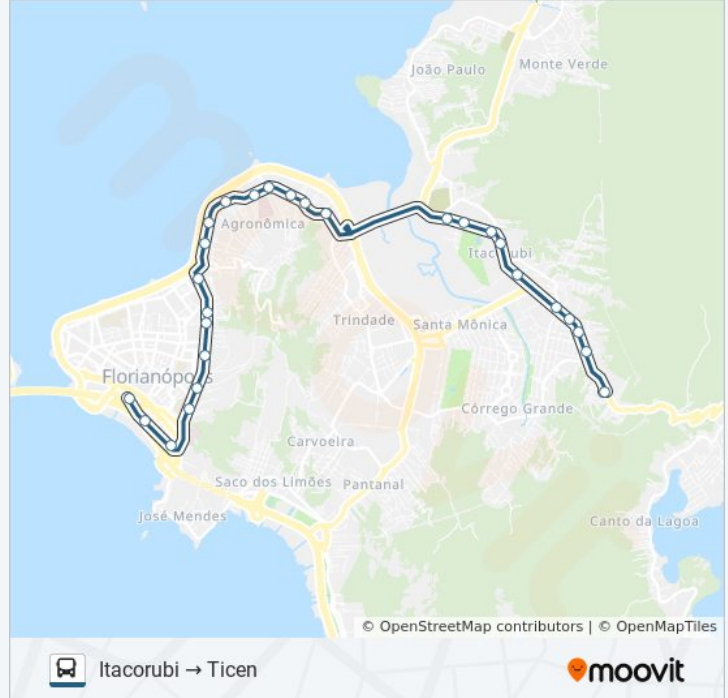 João Paulo
Monte Verde
Agronômica
Itacorubi
Trindade
Santa Mônica
Florianópolis
Córrego Grande
Carvoeira
Saco dos Limões
Pantanal
José Mendes
Canto da Lagoa
© OpenStreetMap contributors | © OpenMapTiles
Itacorubi → Ticen
moovit